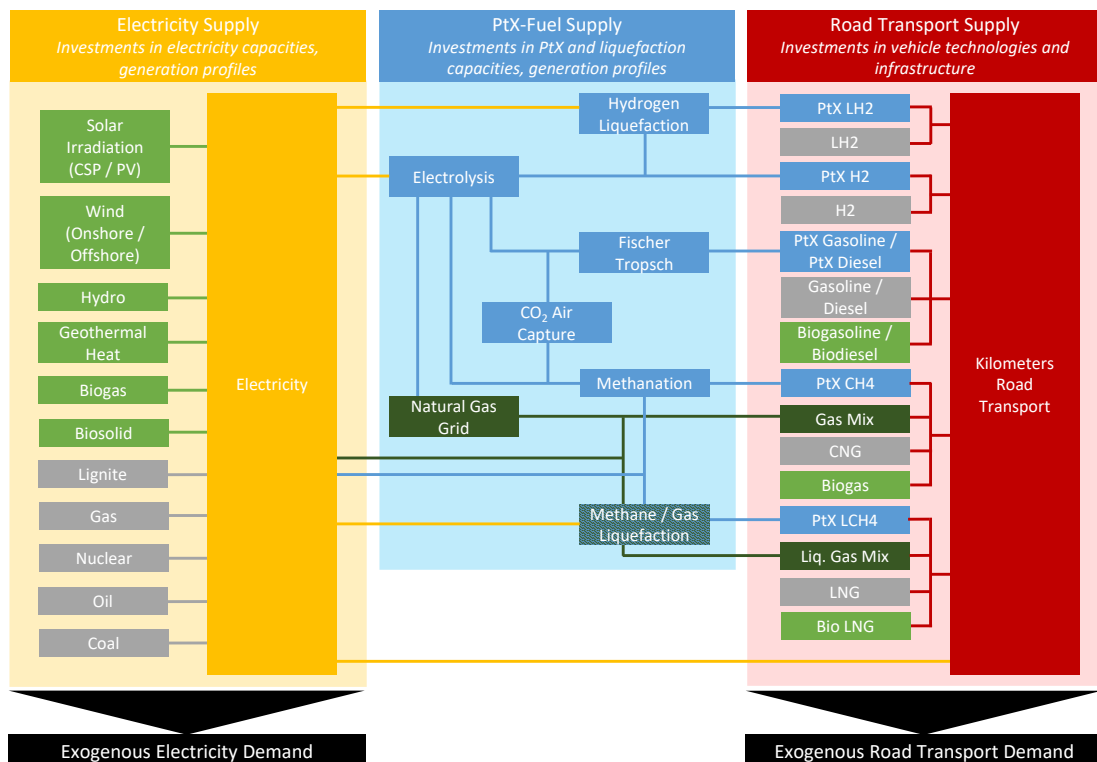 Electricity Supply
Investments in electricity capacities,
generation profiles
Solar
Irradiation
(CSP / PV)
Wind
(Onshore /
Offshore)
Hydro
Geothermal
Heat
Biogas
Biosolid
Lignite
Gas
Nuclear
Oil
Coal
Electricity
Exogenous Electricity Demand
PtX-Fuel Supply
Investments in PtX and liquefaction
capacities, generation profiles
Hydrogen
Liquefaction
Electrolysis
Fischer
Tropsch
CO₂ Air
Capture
Methanation
Natural Gas
Grid
Methane / Gas
Liquefaction
Road Transport Supply
Investments in vehicle technologies and
infrastructure
PtX LH2
LH2
PtX H2
H2
PtX Gasoline /
PtX Diesel
Gasoline /
Diesel
Biogasoline /
Biodiesel
PtX CH4
Gas Mix
CNG
Biogas
PtX LCH4
Liq. Gas Mix
LNG
Bio LNG
Kilometers
Road
Transport
Exogenous Road Transport Demand